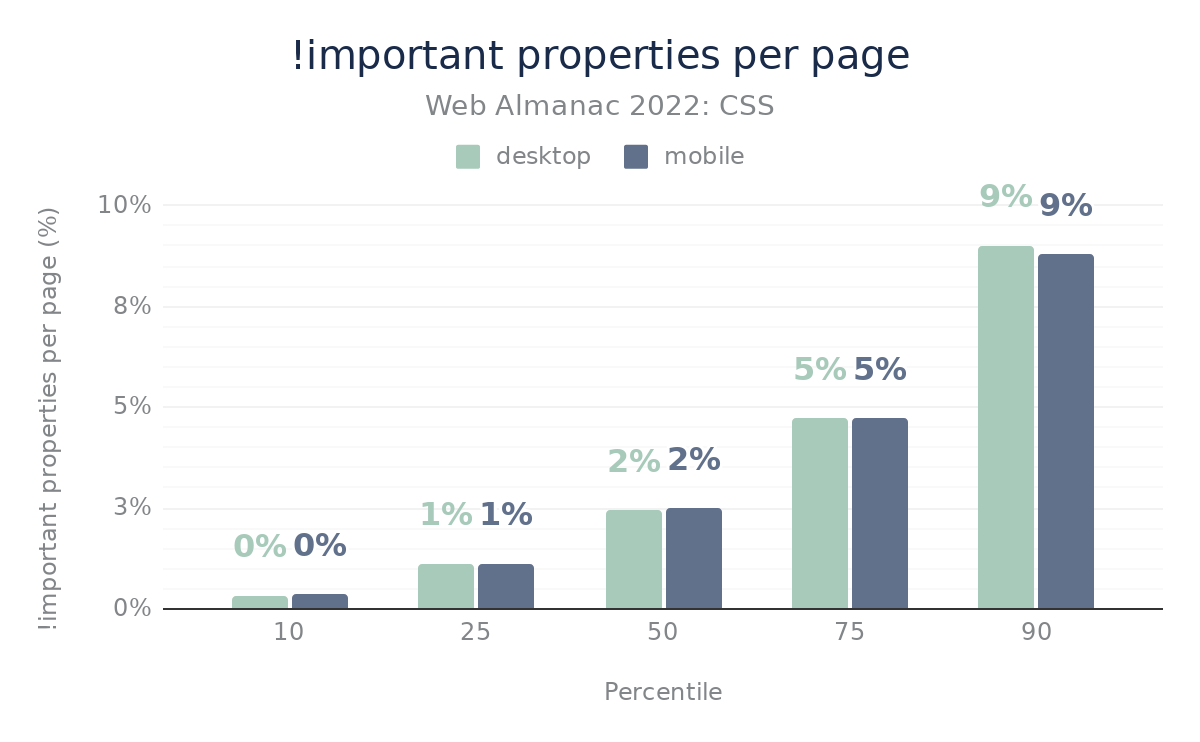 !important properties per page
Web Almanac 2022: CSS
desktop mobile
!important properties per page (%)
10%
8%
5%
3%
0%
0% 0%
1% 1%
2% 2%
5% 5%
9% 9%
10 25 50 75 90
Percentile